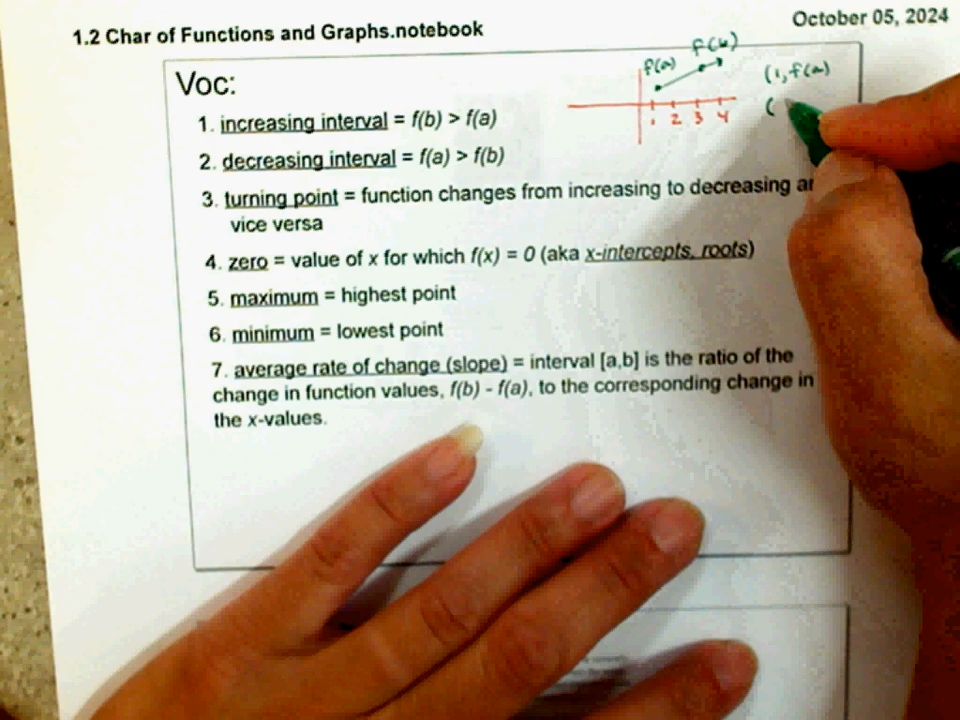 1.2 Char of Functions and Graphs.notebook
October 05, 2024
Voc:
f(a)
f(b)
(1, f(a)
(
1 2 3 4
1. increasing interval = f(b) > f(a)
2. decreasing interval = f(a) > f(b)
3. turning point = function changes from increasing to decreasing
vice versa
4. zero = value of x for which f(x) = 0 (aka x-intercepts, roots)
5. maximum = highest point
6. minimum = lowest point
7. average rate of change (slope) = interval [a,b] is the ratio of the
change in function values, f(b) - f(a), to the corresponding change in
the x-values.